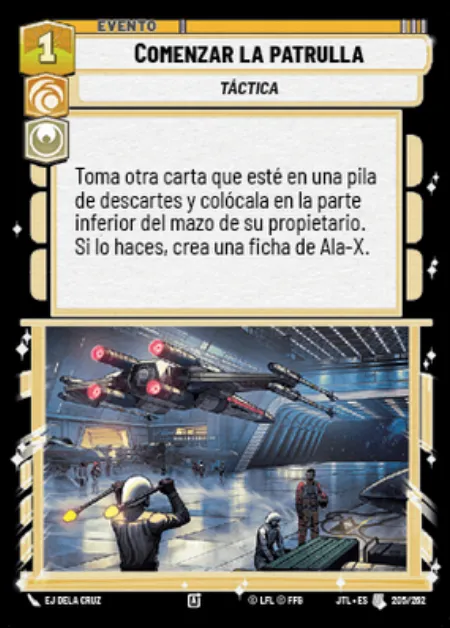 EVENTO
1
COMENZAR LA PATRULLA
TÁCTICA
Toma otra carta que esté en una pila
de descartes y colócala en la parte
inferior del mazo de su propietario.
Si lo haces, crea una ficha de Ala-X.
EJ DELA CRUZ
A
© LFL © FFG
JTL • ES
205/262